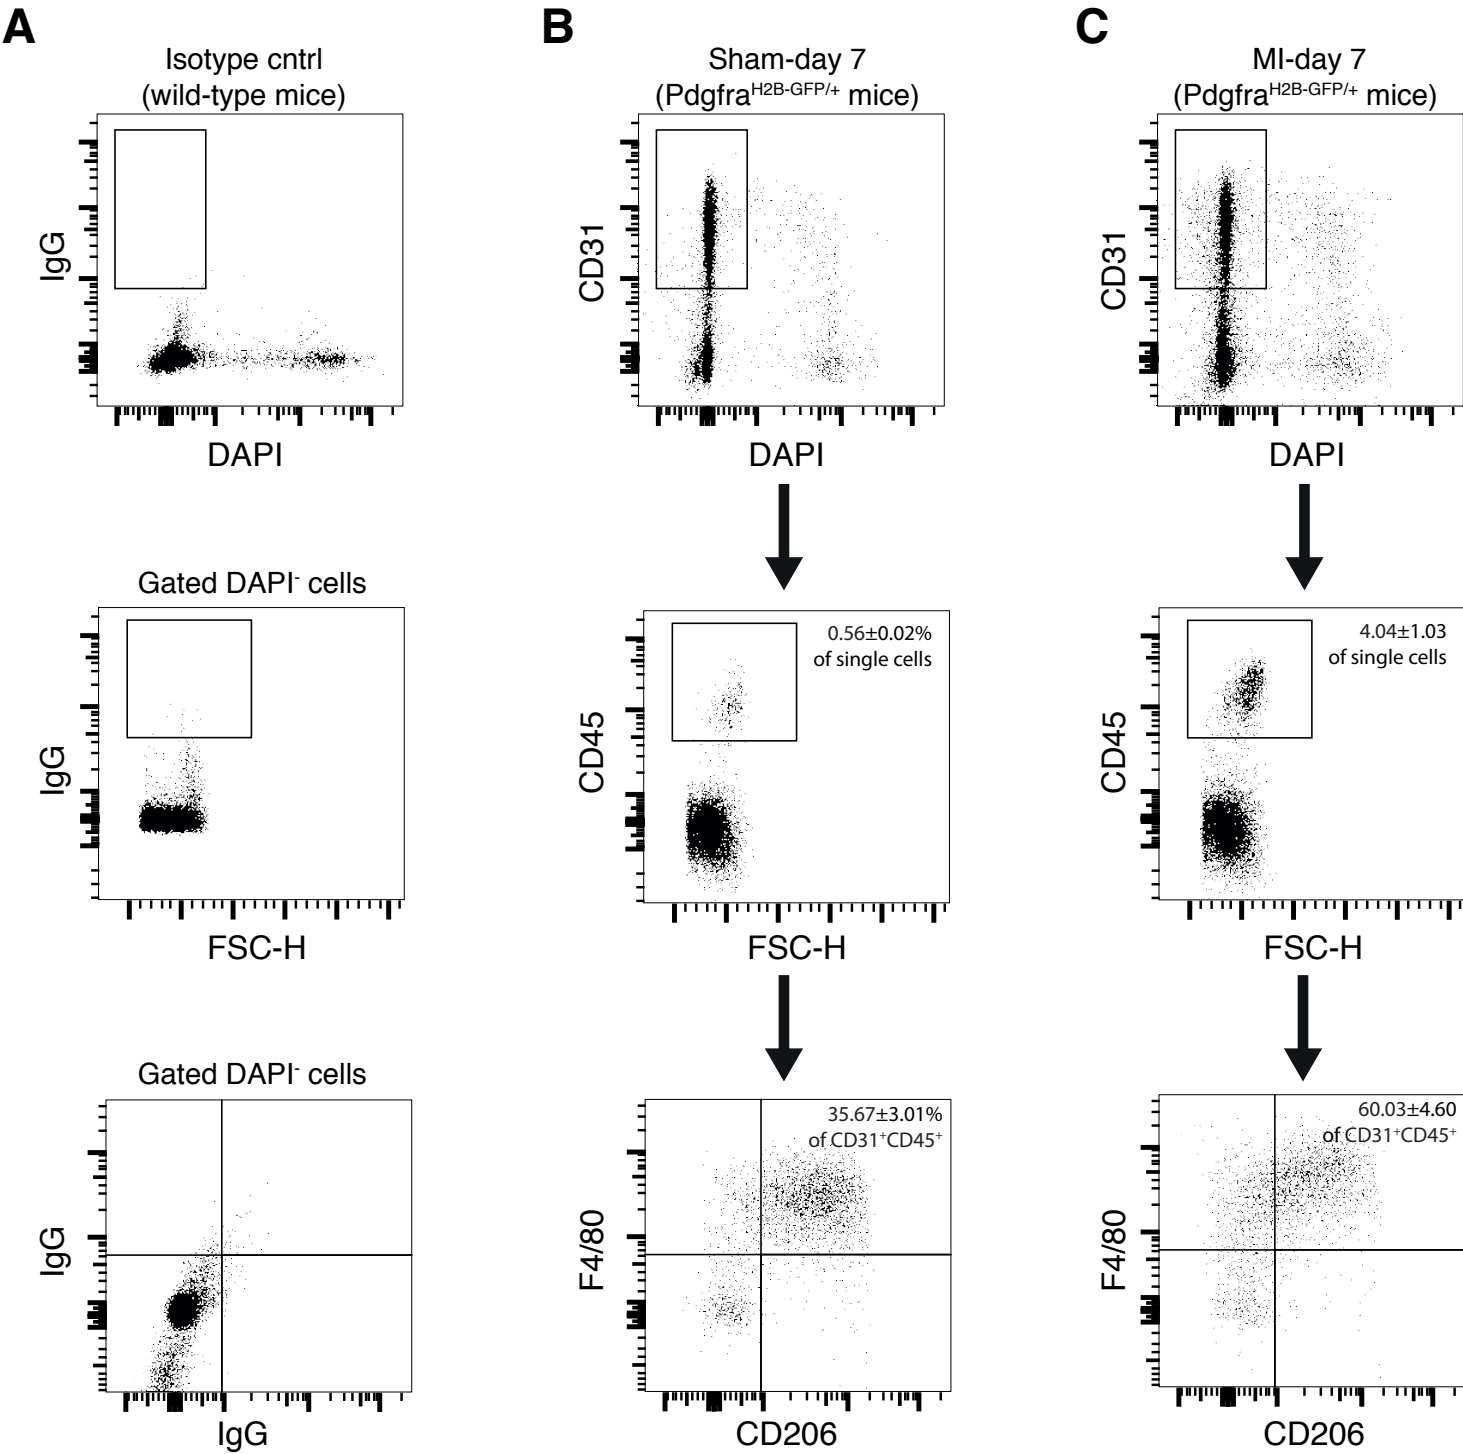 A
Isotype cntrl
(wild-type mice)
IgG
DAPI
Gated DAPI⁻ cells
IgG
FSC-H
Gated DAPI⁻ cells
IgG
IgG
B
Sham-day 7
(Pdgfraᴴ²ᴮ⁻ᴳᶠᴾ/⁺ mice)
CD31
DAPI
0.56±0.02%
of single cells
CD45
FSC-H
35.67±3.01%
of CD31⁺CD45⁺
F4/80
CD206
C
MI-day 7
(Pdgfraᴴ²ᴮ⁻ᴳᶠᴾ/⁺ mice)
CD31
DAPI
4.04±1.03
of single cells
CD45
FSC-H
60.03±4.60
of CD31⁺CD45⁺
F4/80
CD206